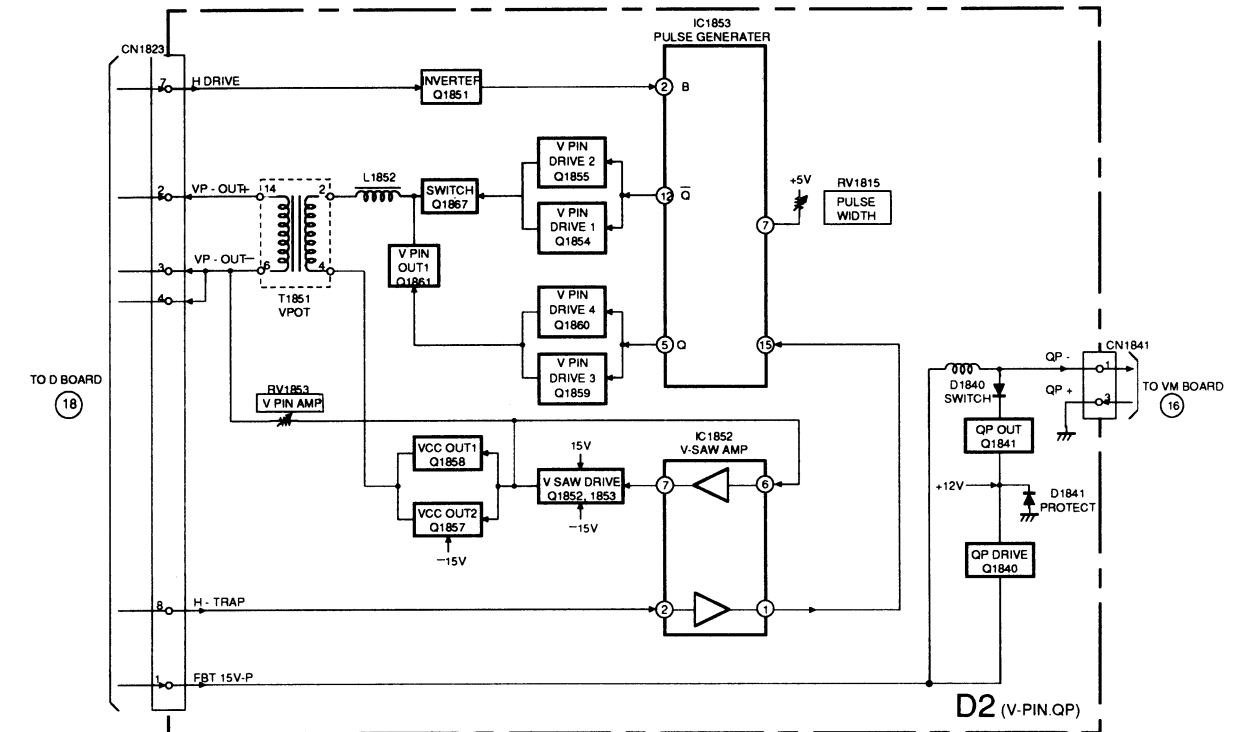 IC1853
PULSE GENERATER
CN1823
7
H DRIVE
INVERTER
Q1851
2
B
V PIN
DRIVE 2
Q1855
2
VP - OUT+
14
2
L1852
SWITCH
Q1867
12
Q
+5V
RV1815
PULSE
WIDTH
7
V PIN
DRIVE 1
Q1854
3
VP - OUT-
6
4
V PIN
OUT1
Q1861
4
T1851
VPOT
V PIN
DRIVE 4
Q1860
5
Q
15
V PIN
DRIVE 3
Q1859
CN1841
QP -
1
TO D BOARD
18
RV1853
V PIN AMP
D1840
SWITCH
QP +
3
TO VM BOARD
16
QP OUT
Q1841
VCC OUT1
Q1858
15V
IC1852
V-SAW AMP
V SAW DRIVE
Q1852, 1853
7
6
+12V
D1841
PROTECT
VCC OUT2
Q1857
-15V
-15V
QP DRIVE
Q1840
8
H - TRAP
2
1
1
FBT 15V-P
D2 (V-PIN.QP)